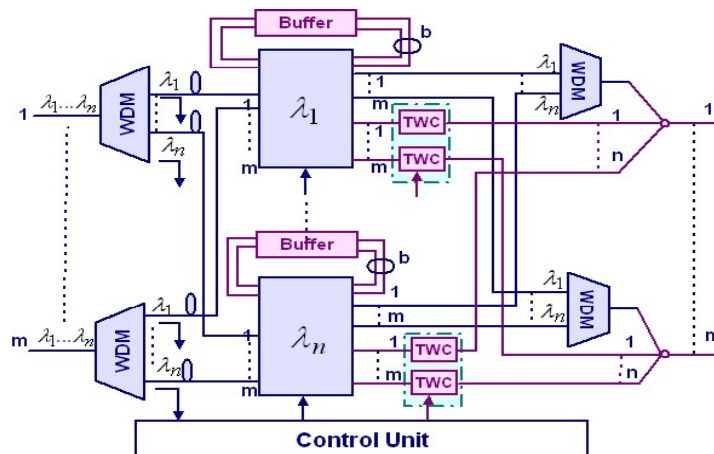 Buffer
b
λ1
λ1
WDM
1
λ1...λn
WDM
λn
1
m
λ1
m
1
m
TWC
TWC
λn
1
n
1
Buffer
b
λ1
WDM
λn
m
λ1...λn
WDM
λ1
λn
1
m
λn
1
m
1
m
TWC
TWC
1
n
m
Control Unit